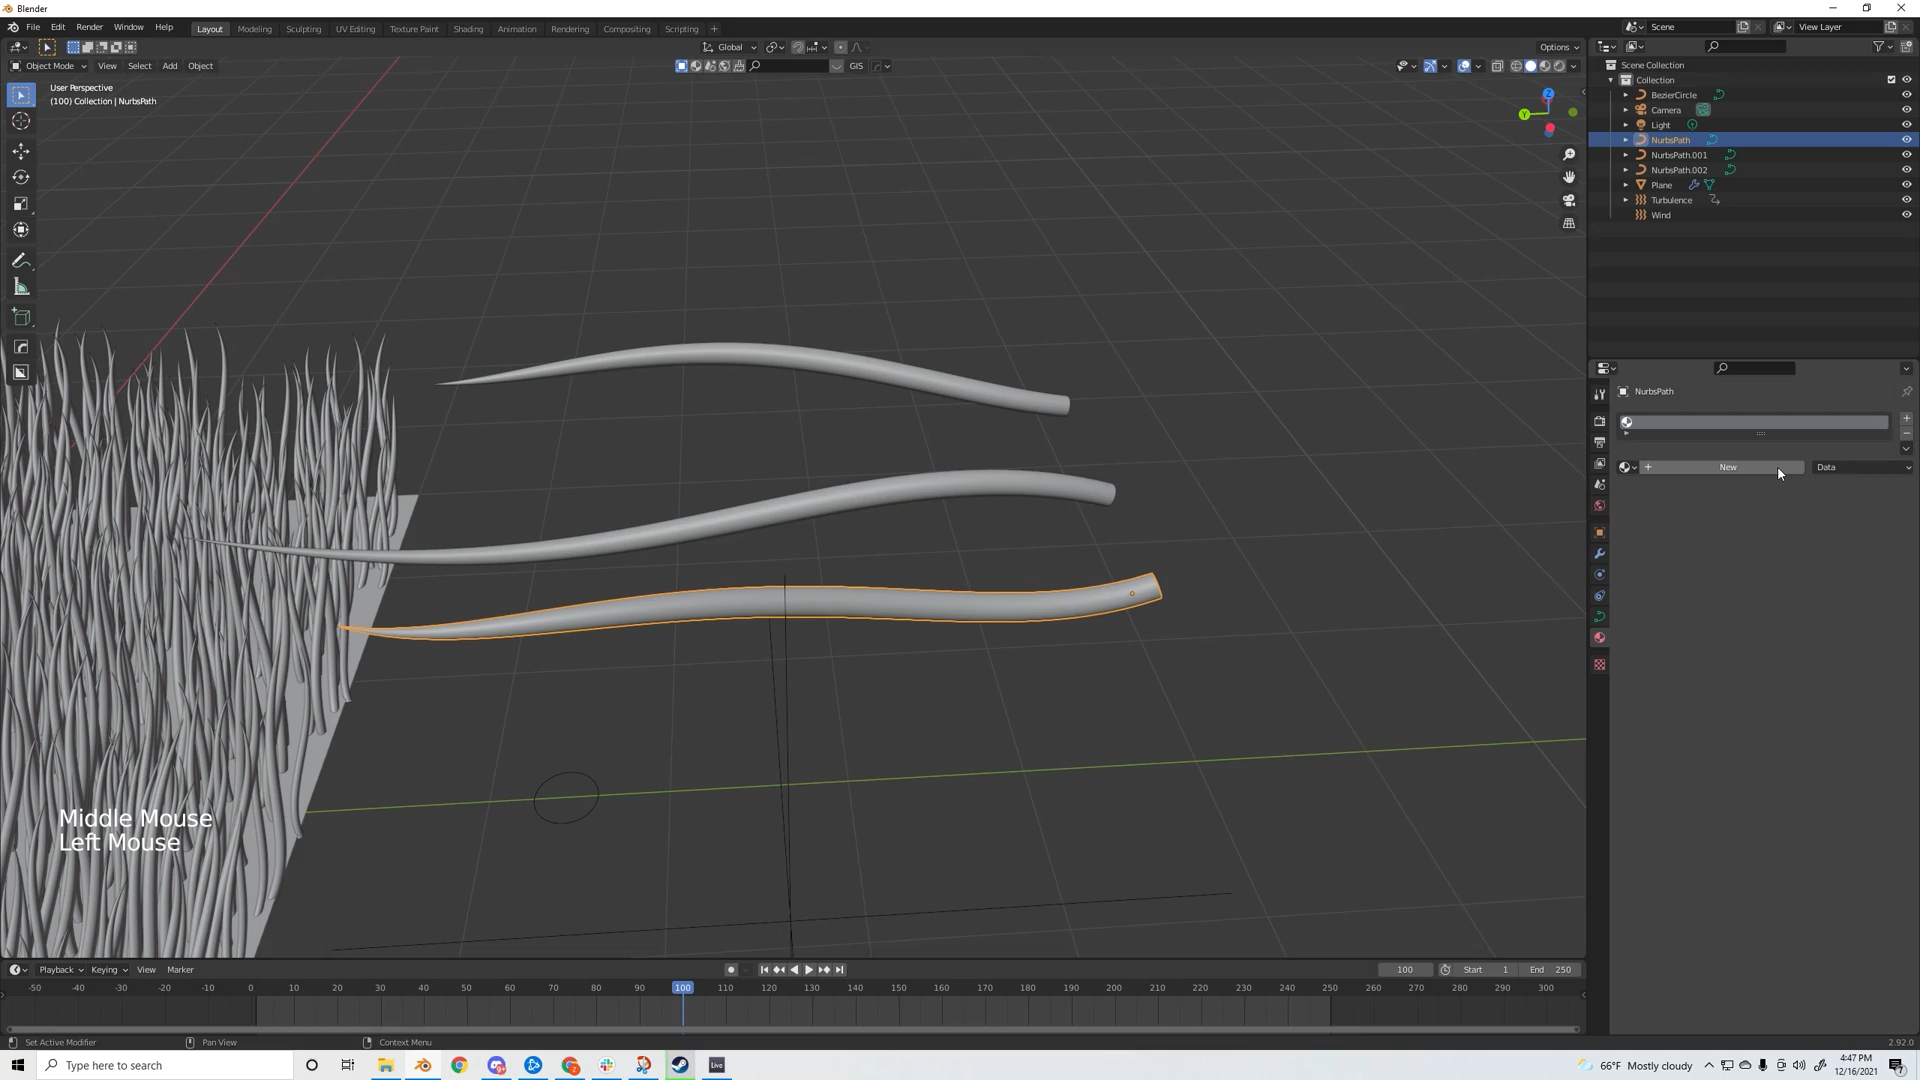 Blender
File Edit Render Window Help Layout Modeling Sculpting UV Editing Texture Paint Shading Animation Rendering Compositing Scripting + Scene View Layer
Global Options
Object Mode View Select Add Object GIS
User Perspective
(100) Collection | NurbsPath
Z
Y
Scene Collection
Collection
BezierCircle
Camera
Light
NurbsPath
NurbsPath.001
NurbsPath.002
Plane
Turbulence
Wind
NurbsPath
+ New Data
Middle Mouse
Left Mouse
Playback Keying View Marker 100 Start 1 End 250
-50 -40 -30 -20 -10 0 10 20 30 40 50 60 70 80 90 100 110 120 130 140 150 160 170 180 190 200 210 220 230 240 250 260 270 280 290 300
Set Active Modifier Pan View Context Menu 2.92.0
Type here to search Live 66°F Mostly cloudy 4:47 PM
12/16/2021